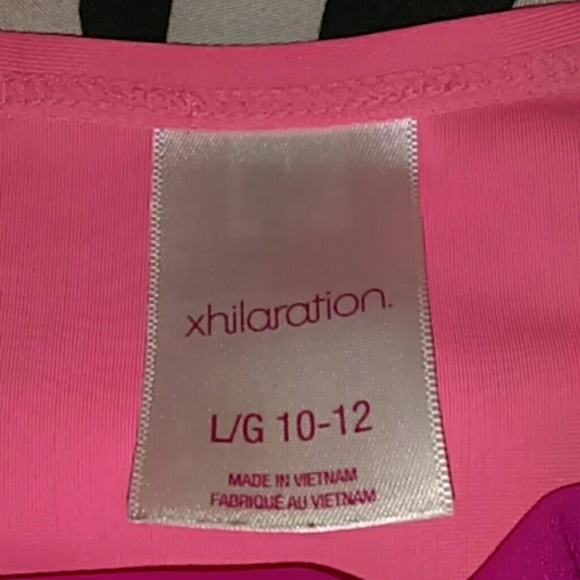 xhilaration.
L/G 10-12
MADE IN VIETNAM
FABRIQUÉ AU VIETNAM